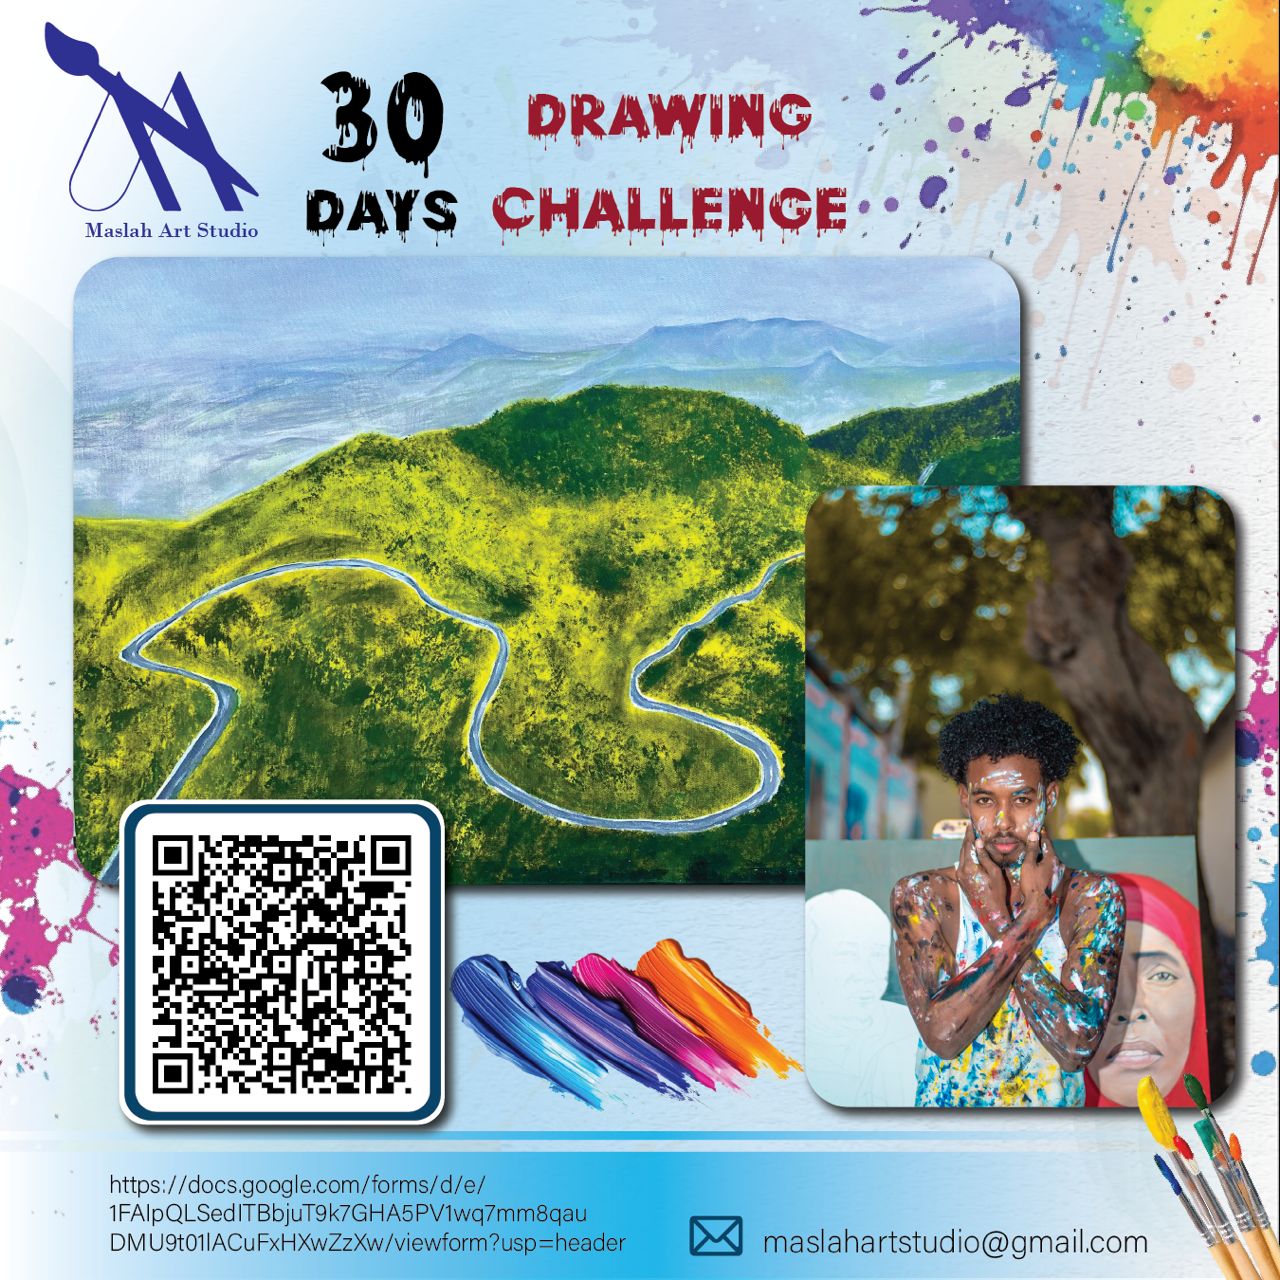 Maslah Art Studio
30
DAYS
DRAWING
CHALLENGE
https://docs.google.com/forms/d/e/
1FAIpQLSedITBbjuT9k7GHA5PV1wq7mm8qau
DMU9t01lACuFxHXwZzXw/viewform?usp=header
maslahartstudio@gmail.com